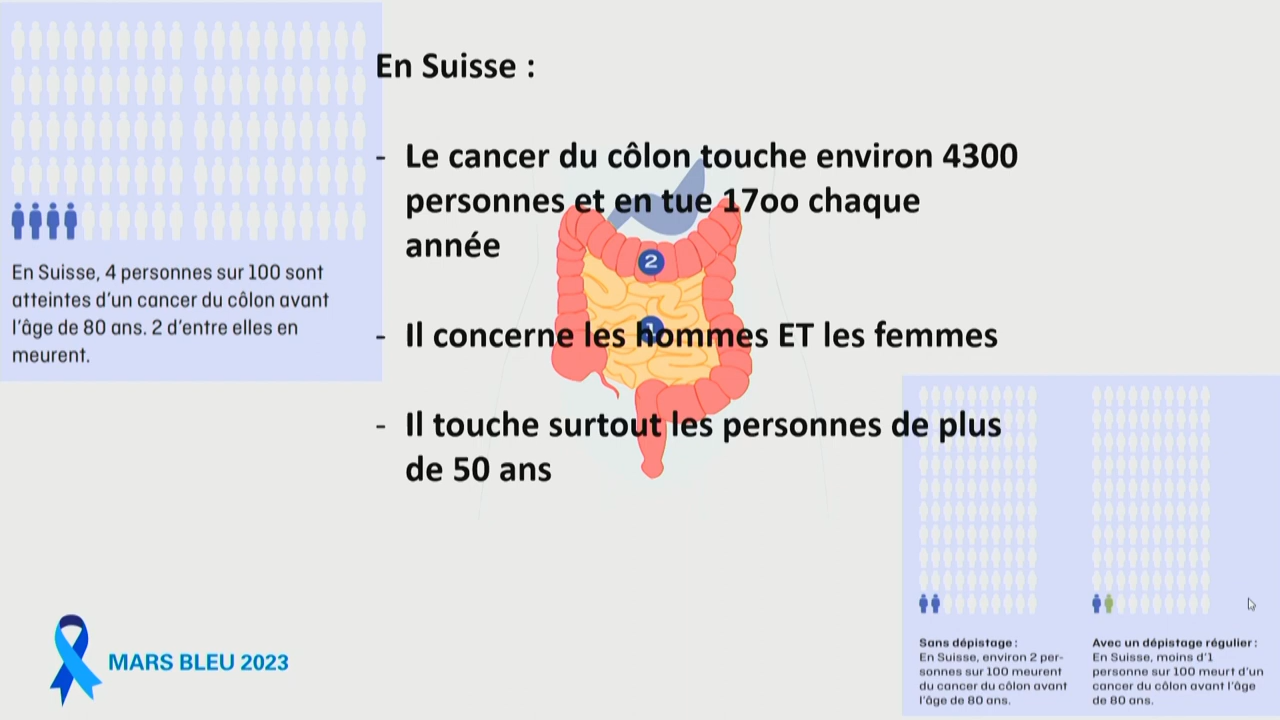 En Suisse :
- Le cancer du côlon touche environ 4300
personnes et en tue 17oo chaque
année
- Il concerne les hommes ET les femmes
- Il touche surtout les personnes de plus
de 50 ans
2
1
En Suisse, 4 personnes sur 100 sont
atteintes d'un cancer du côlon avant
l'âge de 80 ans. 2 d'entre elles en
meurent.
Sans dépistage :
En Suisse, environ 2 per-
sonnes sur 100 meurent
du cancer du côlon avant
l'âge de 80 ans.
Avec un dépistage régulier :
En Suisse, moins d'1
personne sur 100 meurt d'un
cancer du côlon avant l'âge
de 80 ans.
MARS BLEU 2023